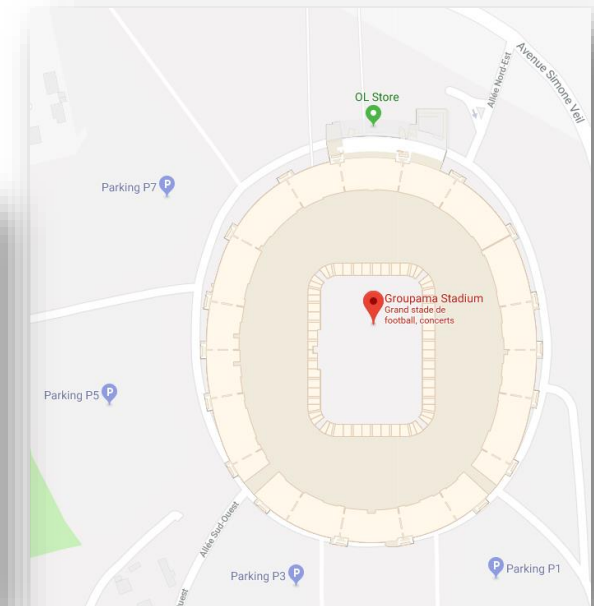 Avenue Simone Veil
Allée Nord-Est
OL Store
Parking P7
P
Groupama Stadium
Grand stade de
football, concerts
Parking P5
P
Allée Sud-Ouest
uest
Parking P3
P
P
Parking P1